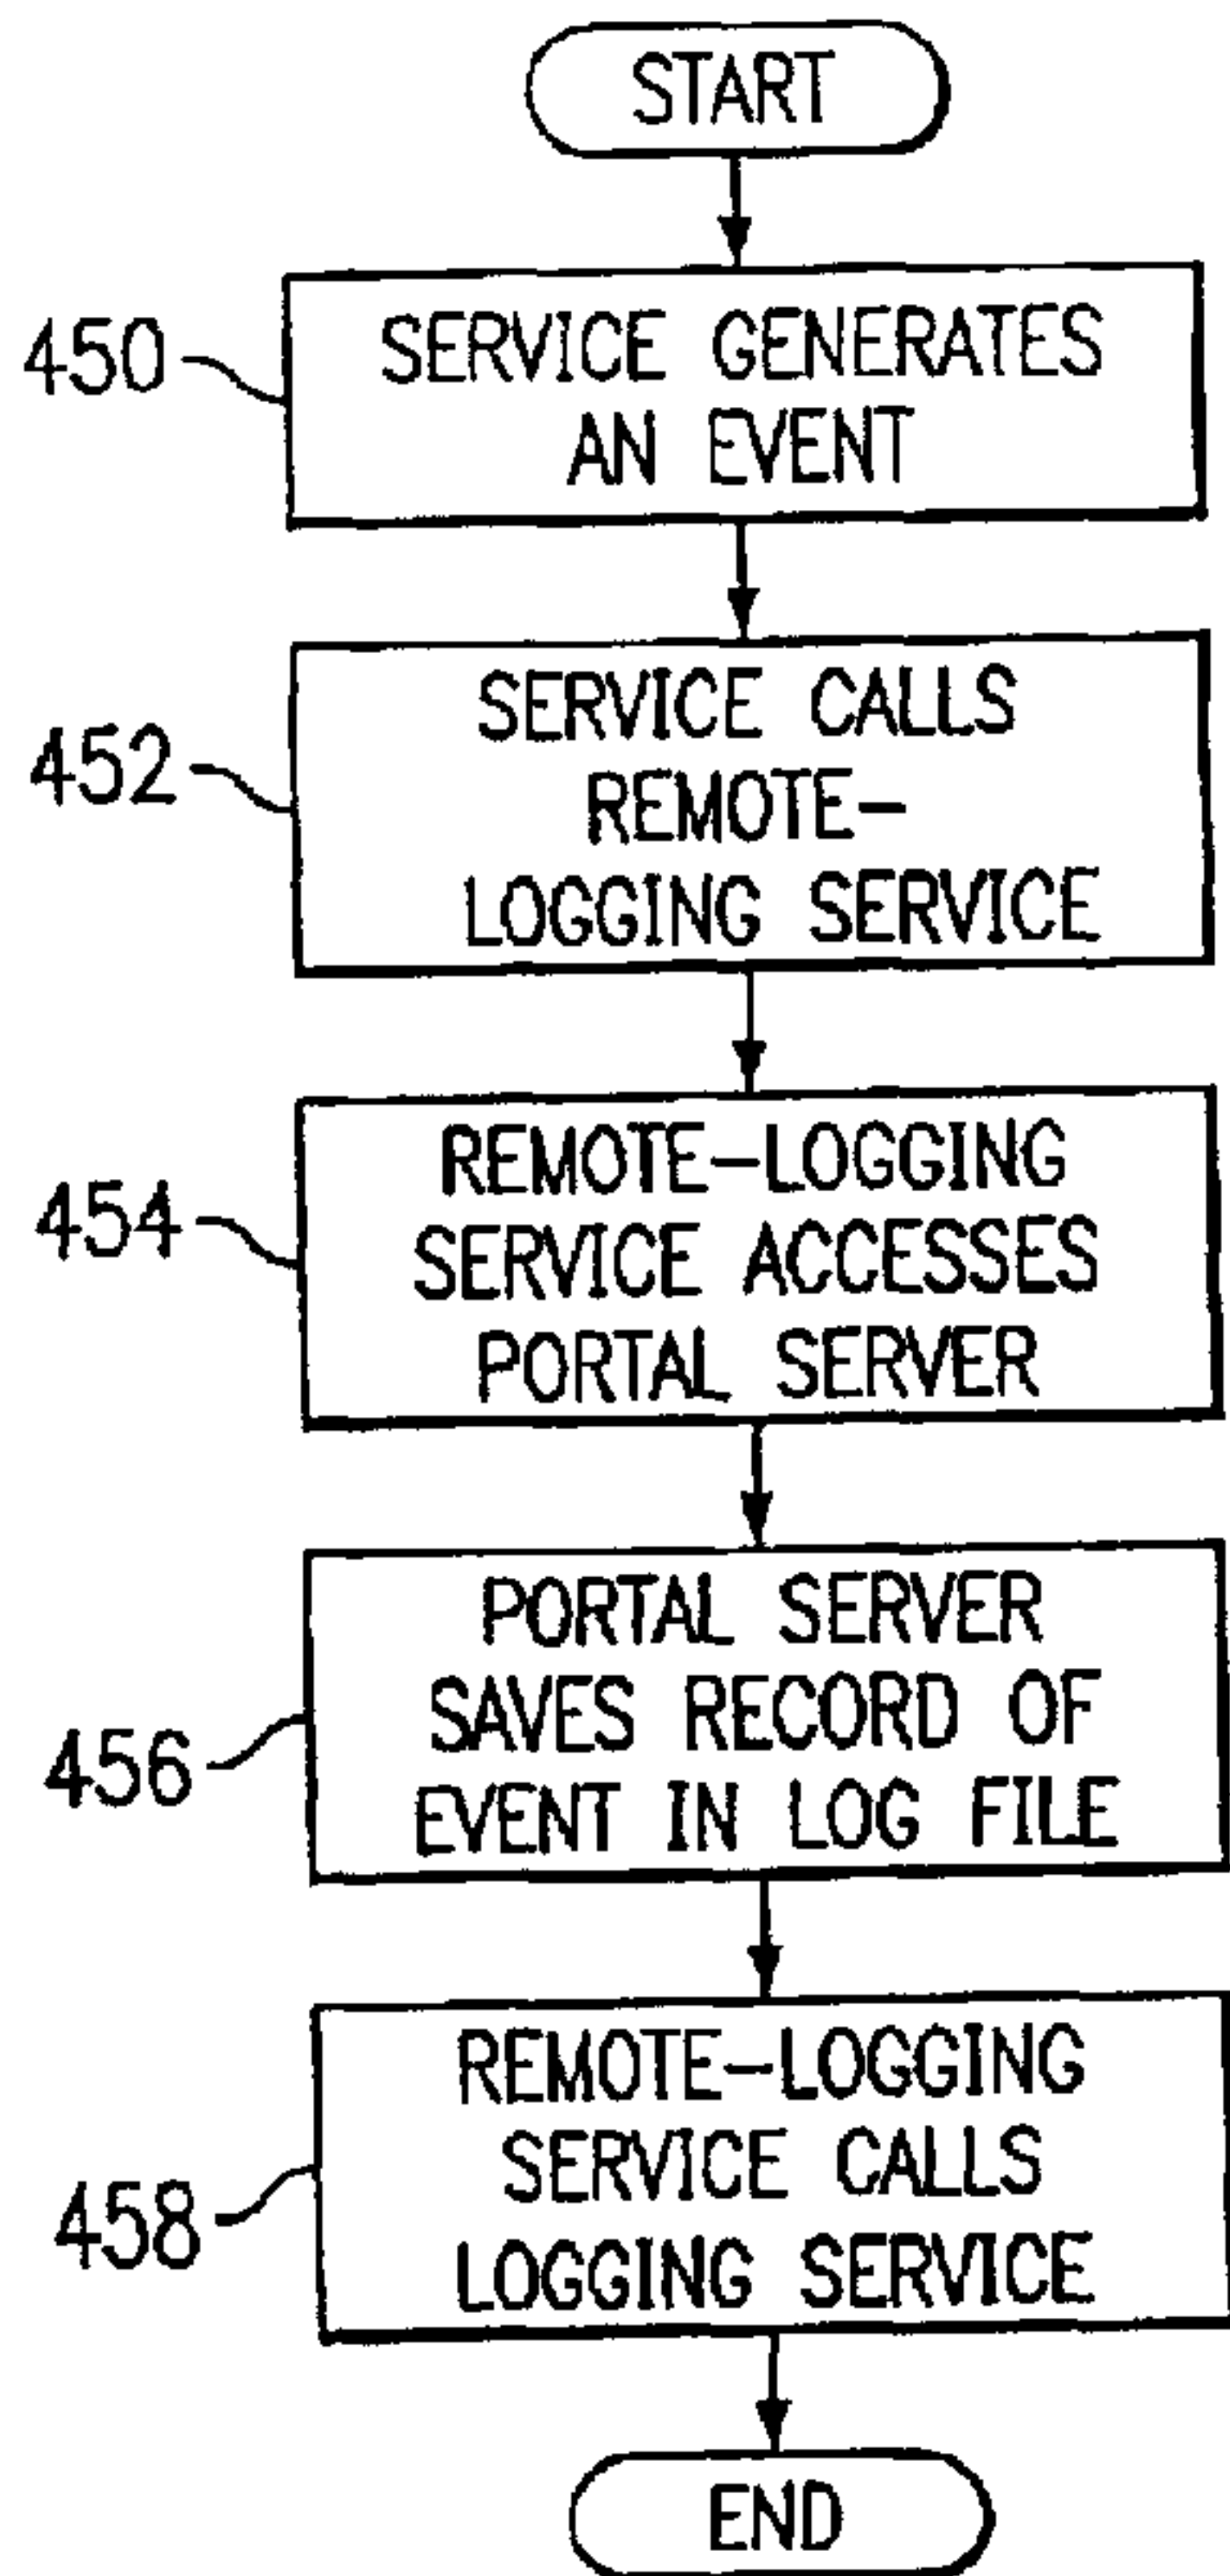 START
450
SERVICE GENERATES
AN EVENT
452
SERVICE CALLS
REMOTE-
LOGGING SERVICE
454
REMOTE-LOGGING
SERVICE ACCESSES
PORTAL SERVER
456
PORTAL SERVER
SAVES RECORD OF
EVENT IN LOG FILE
458
REMOTE-LOGGING
SERVICE CALLS
LOGGING SERVICE
END